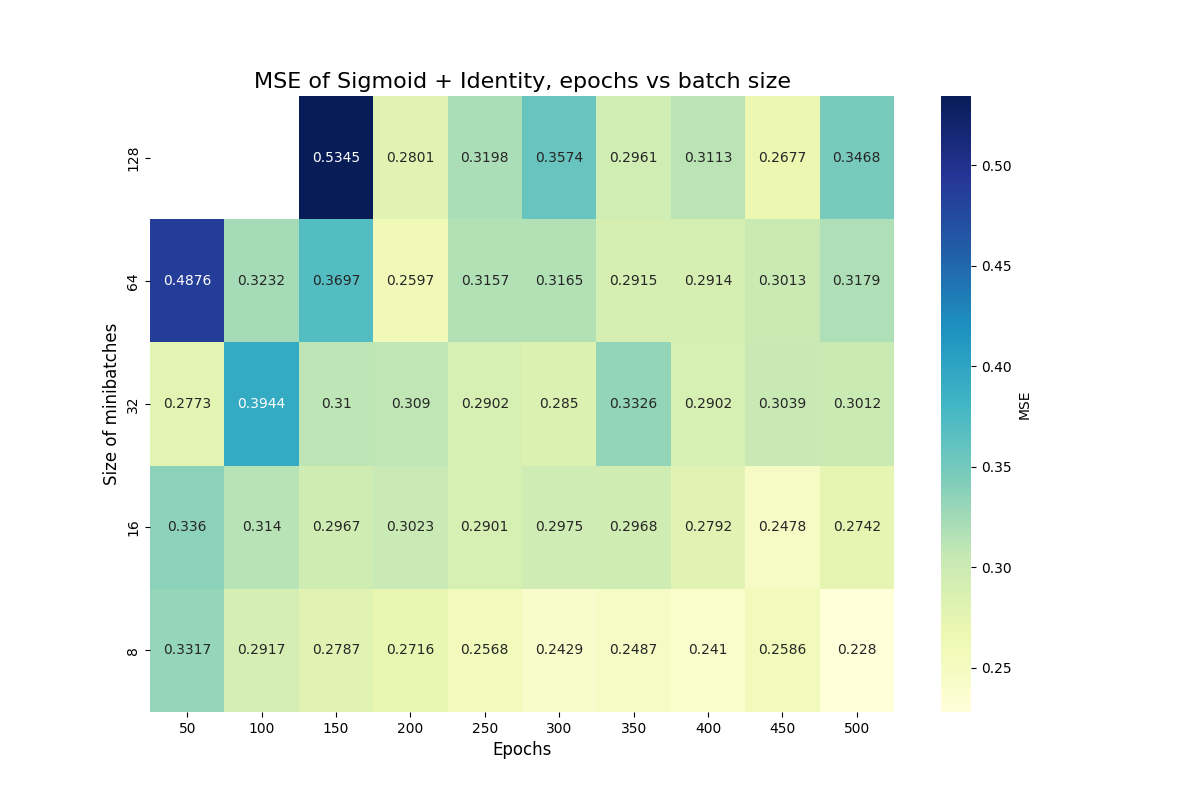 MSE of Sigmoid + Identity, epochs vs batch size
128 0.5345 0.2801 0.3198 0.3574 0.2961 0.3113 0.2677 0.3468
64 0.4876 0.3232 0.3697 0.2597 0.3157 0.3165 0.2915 0.2914 0.3013 0.3179
32 0.2773 0.3944 0.31 0.309 0.2902 0.285 0.3326 0.2902 0.3039 0.3012
16 0.336 0.314 0.2967 0.3023 0.2901 0.2975 0.2968 0.2792 0.2478 0.2742
8 0.3317 0.2917 0.2787 0.2716 0.2568 0.2429 0.2487 0.241 0.2586 0.228
50 100 150 200 250 300 350 400 450 500
Epochs
Size of minibatches
0.50
0.45
0.40
0.35
0.30
0.25
MSE